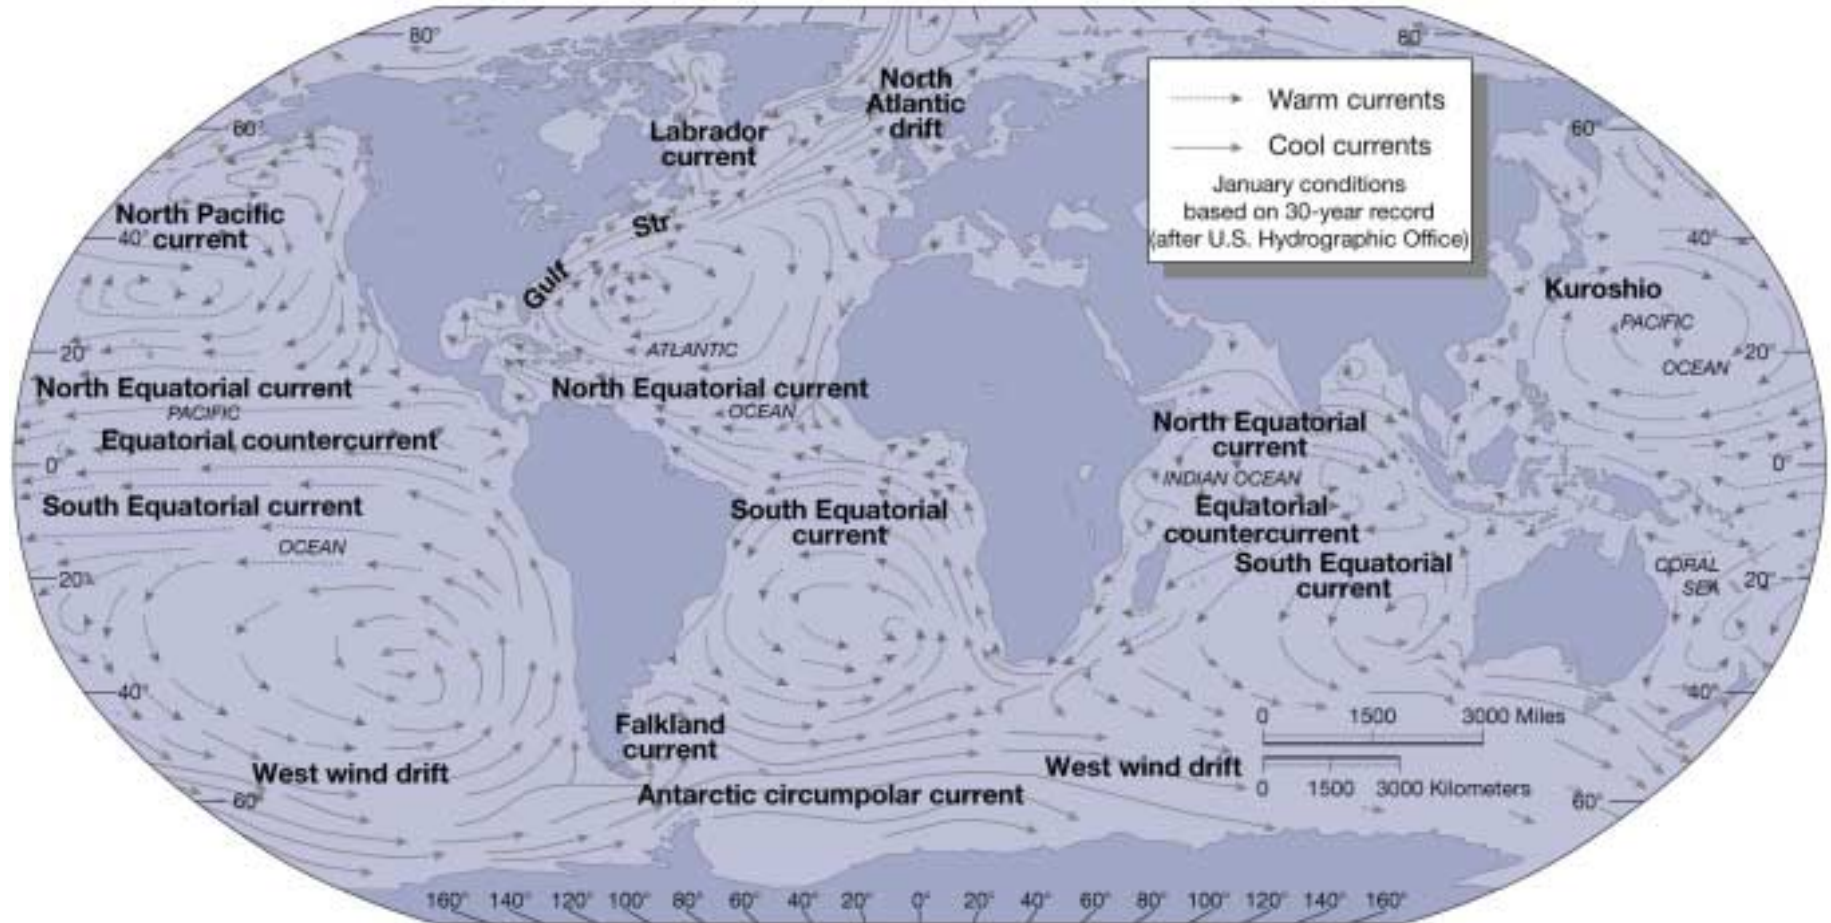 80°
80°
North
Atlantic
drift
Warm currents
Cool currents
January conditions
based on 30-year record
(after U.S. Hydrographic Office)
60°
60°
Labrador
current
North Pacific
current
40°
40°
Gulf Str
Kuroshio
PACIFIC
OCEAN
ATLANTIC
OCEAN
20°
20°
North Equatorial current
PACIFIC
North Equatorial current
Equatorial countercurrent
North Equatorial
current
INDIAN OCEAN
0°
0°
South Equatorial current
OCEAN
South Equatorial
current
Equatorial
countercurrent
South Equatorial
current
CORAL
SEA
20°
20°
40°
40°
Falkland
current
0 1500 3000 Miles
0 1500 3000 Kilometers
West wind drift
West wind drift
Antarctic circumpolar current
60°
60°
160° 140° 120° 100° 80° 60° 40° 20° 0° 20° 40° 60° 80° 100° 120° 140° 160°